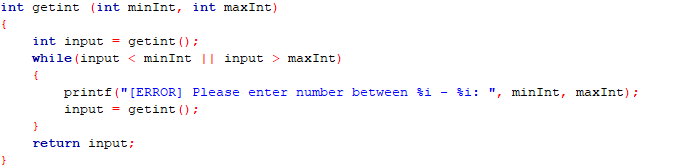 int getint (int minInt, int maxInt)
{
    int input = getint();
    while(input < minInt || input > maxInt)
    {
        printf("[ERROR] Please enter number between %i - %i: ", minInt, maxInt);
        input = getint();
    }
    return input;
}